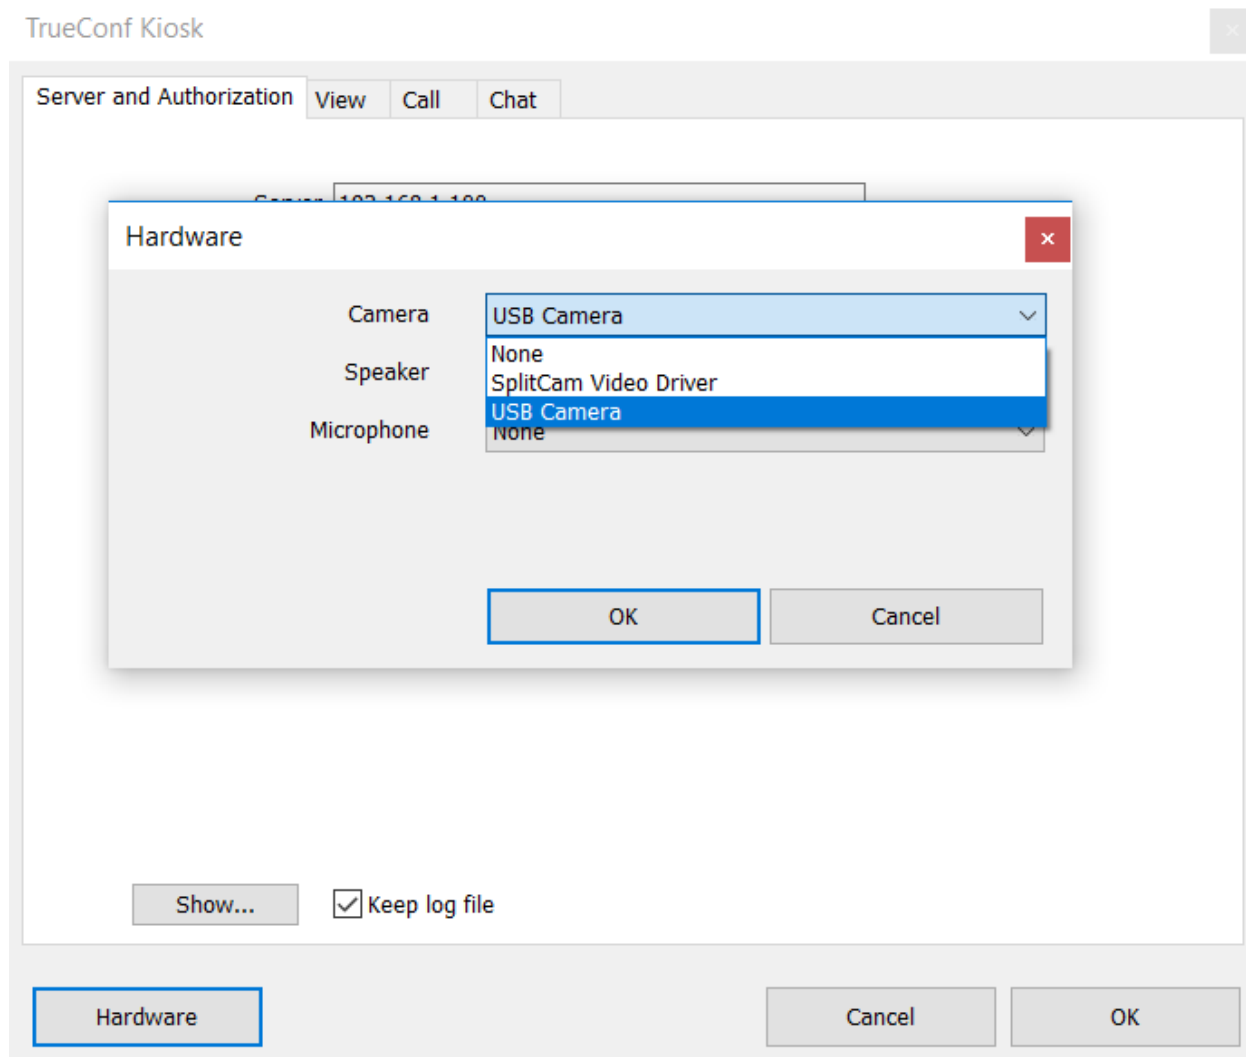 TrueConf Kiosk
Server and Authorization View Call Chat
Hardware
Camera USB Camera
None
Speaker
SplitCam Video Driver
USB Camera
Microphone None
OK Cancel
Show... Keep log file
Hardware Cancel OK